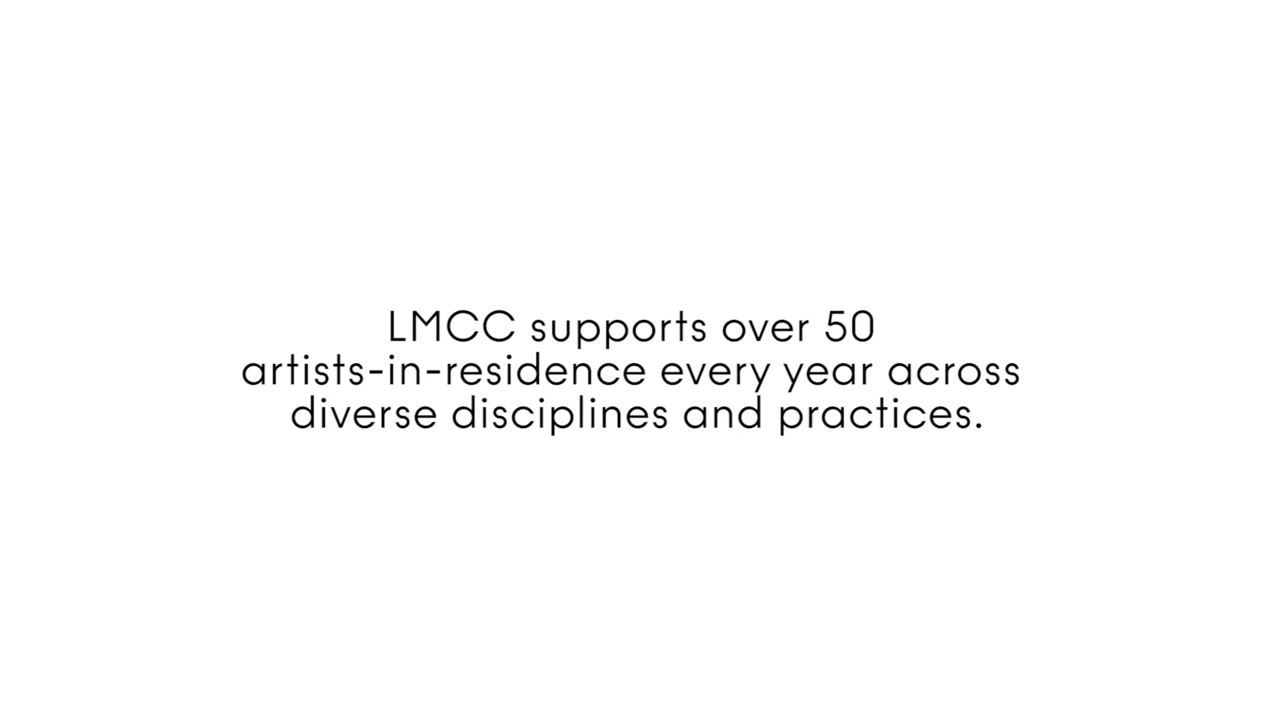 LMCC supports over 50
artists-in-residence every year across
diverse disciplines and practices.